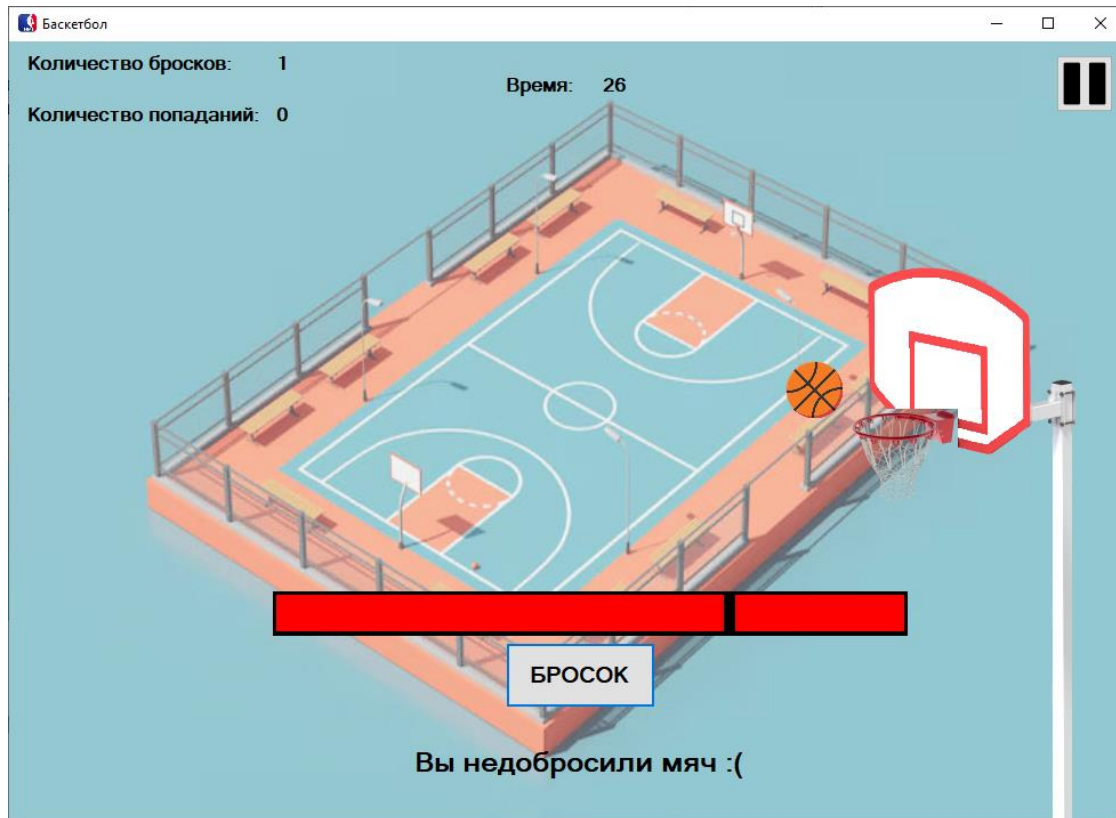 Баскетбол
Количество бросков: 1
Время: 26
Количество попаданий: 0
БРОСОК
Вы недобросили мяч :(